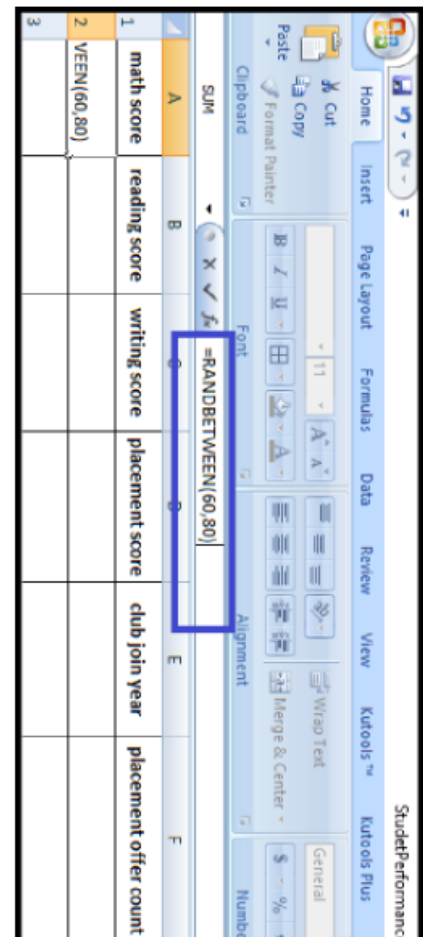 StudetPerformanc
Home Insert Page Layout Formulas Data Review View Kutools ™ Kutools Plus
Cut
Copy
Paste
Format Painter
Clipboard
11
A A
B I U
A
Font
Wrap Text
Merge & Center
Alignment
General
$ %
Numbe
SUM
fx =RANDBETWEEN(60,80)
A B C D E F
1 math score reading score writing score placement score club join year placement offer count
2 VEEN(60,80)
3